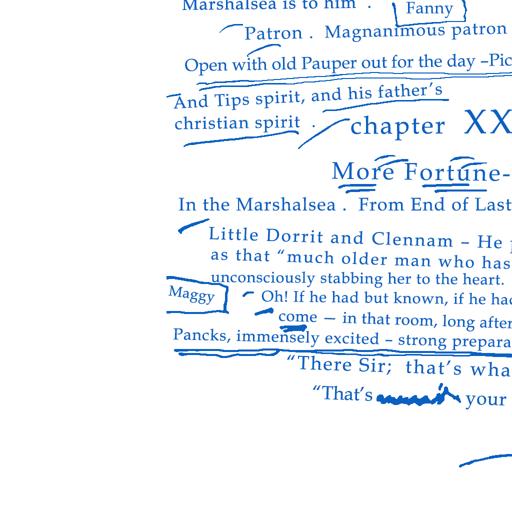 Marshalsea is to him .
Fanny
Patron . Magnanimous patron
Open with old Pauper out for the day –Pic
And Tips spirit, and his father's
christian spirit .
chapter XX
More Fortune-
In the Marshalsea . From End of Last
Little Dorrit and Clennam – He
as that “much older man who has
unconsciously stabbing her to the heart.
Maggy
Oh! If he had but known, if he had
come — in that room, long after
Pancks, immensely excited – strong prepara
“There Sir; that's wha
“That's your